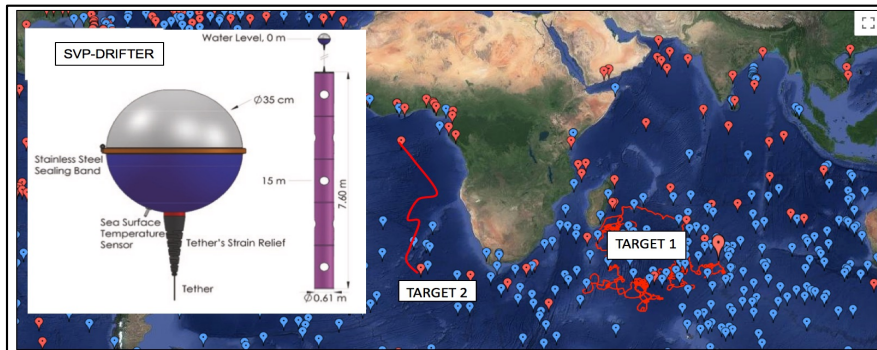 SVP-DRIFTER
Water Level, 0 m
Ø35 cm
Stainless Steel
Sealing Band
15 m
7.60 m
Sea Surface
Temperature
Sensor
Tether's Strain Relief
Tether
Ø0.61 m
TARGET 1
TARGET 2